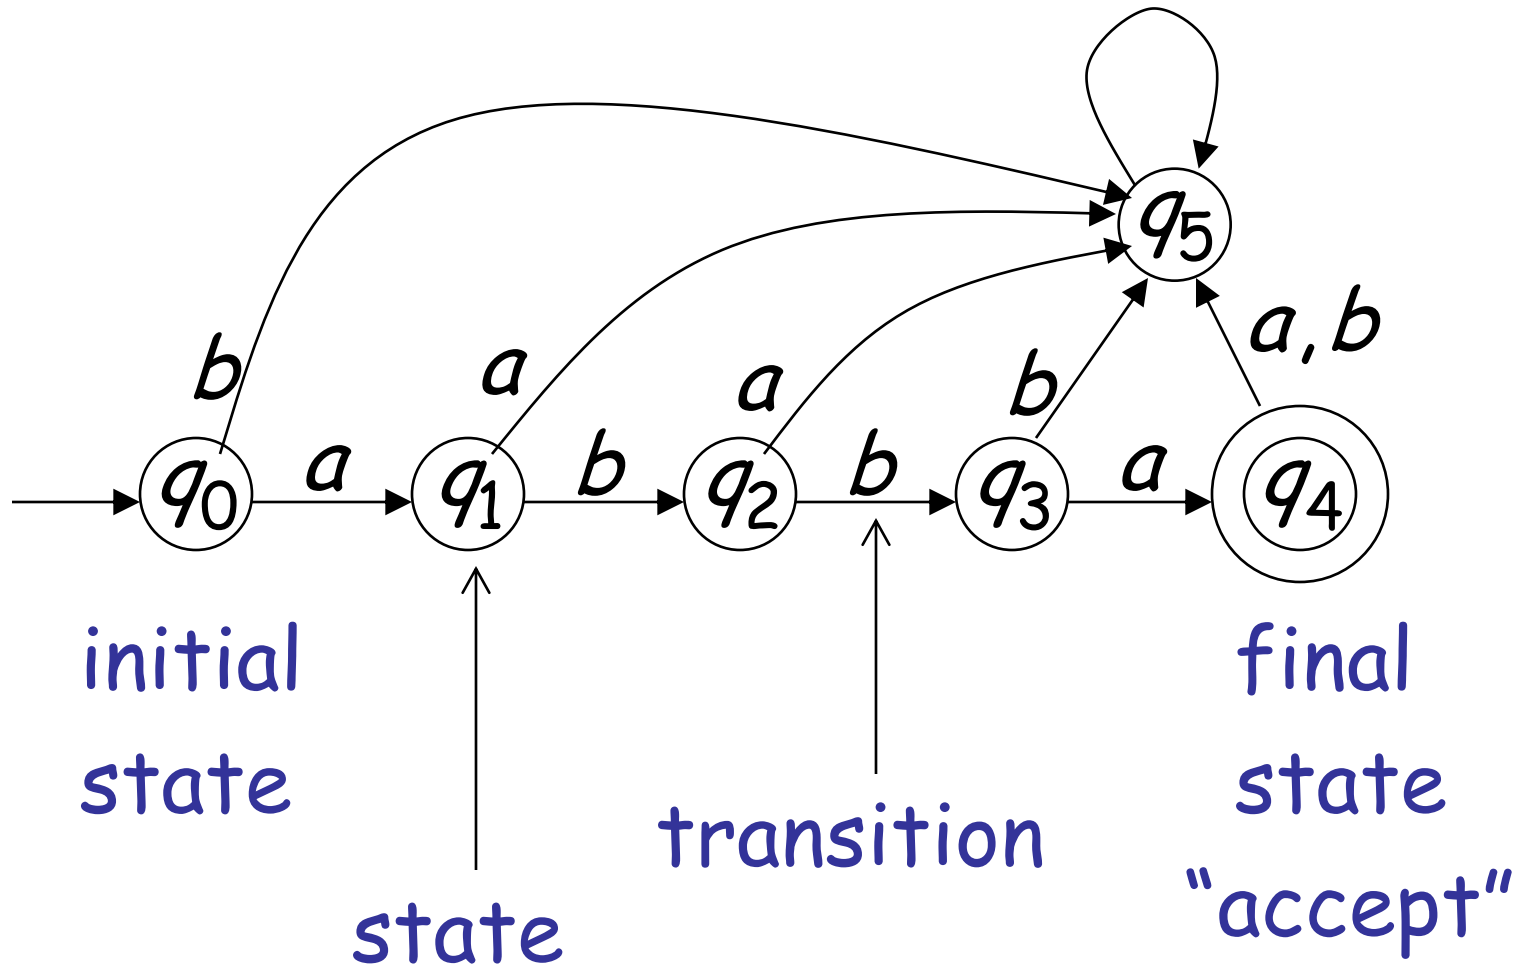 a, b
b
a
a
b
q5
q0
a
q1
b
q2
b
q3
a
q4
initial
state
state
transition
final
state
"accept"